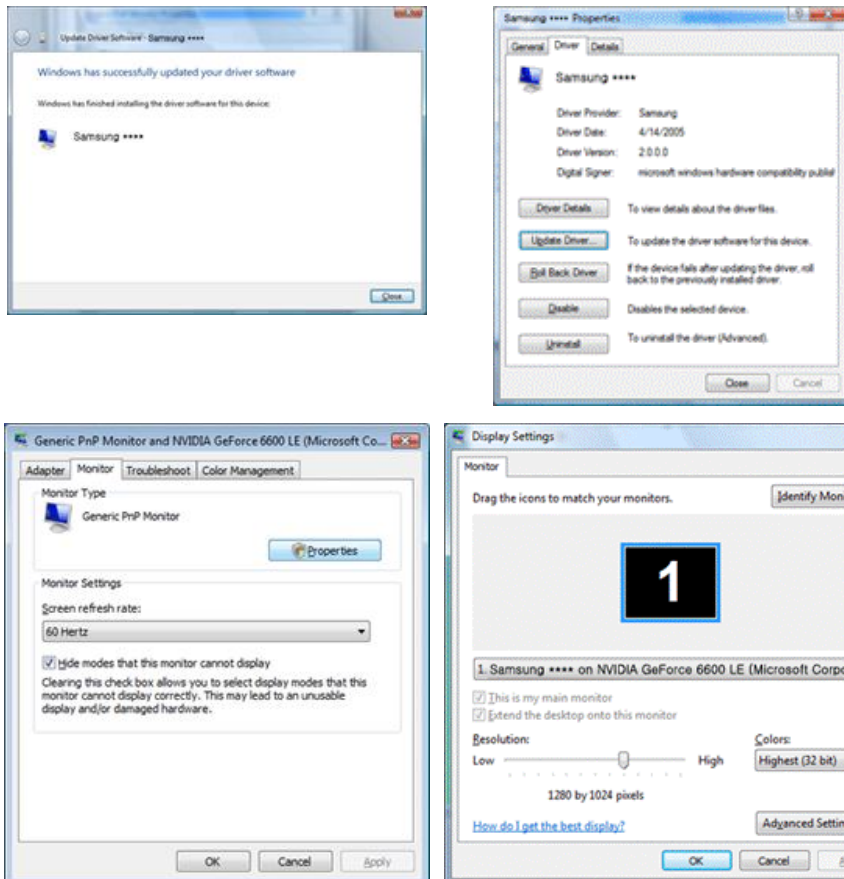 Update Driver Software - Samsung ****
Windows has successfully updated your driver software
Windows has finished installing the driver software for this device:
Samsung ****
Close
Samsung **** Properties
General Driver Details
Samsung ****
Driver Provider: Samsung
Driver Date: 4/14/2005
Driver Version: 2.0.0.0
Digital Signer: microsoft windows hardware compatibility publis
Driver Details To view details about the driver files.
Update Driver... To update the driver software for this device.
Roll Back Driver If the device fails after updating the driver, roll
back to the previously installed driver.
Disable Disables the selected device.
Uninstall To uninstall the driver (Advanced).
Close Cancel
Generic PnP Monitor and NVIDIA GeForce 6600 LE (Microsoft Co...
Adapter Monitor Troubleshoot Color Management
Monitor Type
Generic PnP Monitor
Properties
Monitor Settings
Screen refresh rate:
60 Hertz
Hide modes that this monitor cannot display
Clearing this check box allows you to select display modes that this
monitor cannot display correctly. This may lead to an unusable
display and/or damaged hardware.
OK Cancel Apply
Display Settings
Monitor
Drag the icons to match your monitors.
Identify Mon
1
1. Samsung **** on NVIDIA GeForce 6600 LE (Microsoft Corpo
This is my main monitor
Extend the desktop onto this monitor
Resolution: Colors:
Low High Highest (32 bit)
1280 by 1024 pixels
How do I get the best display? Advanced Settin
OK Cancel A